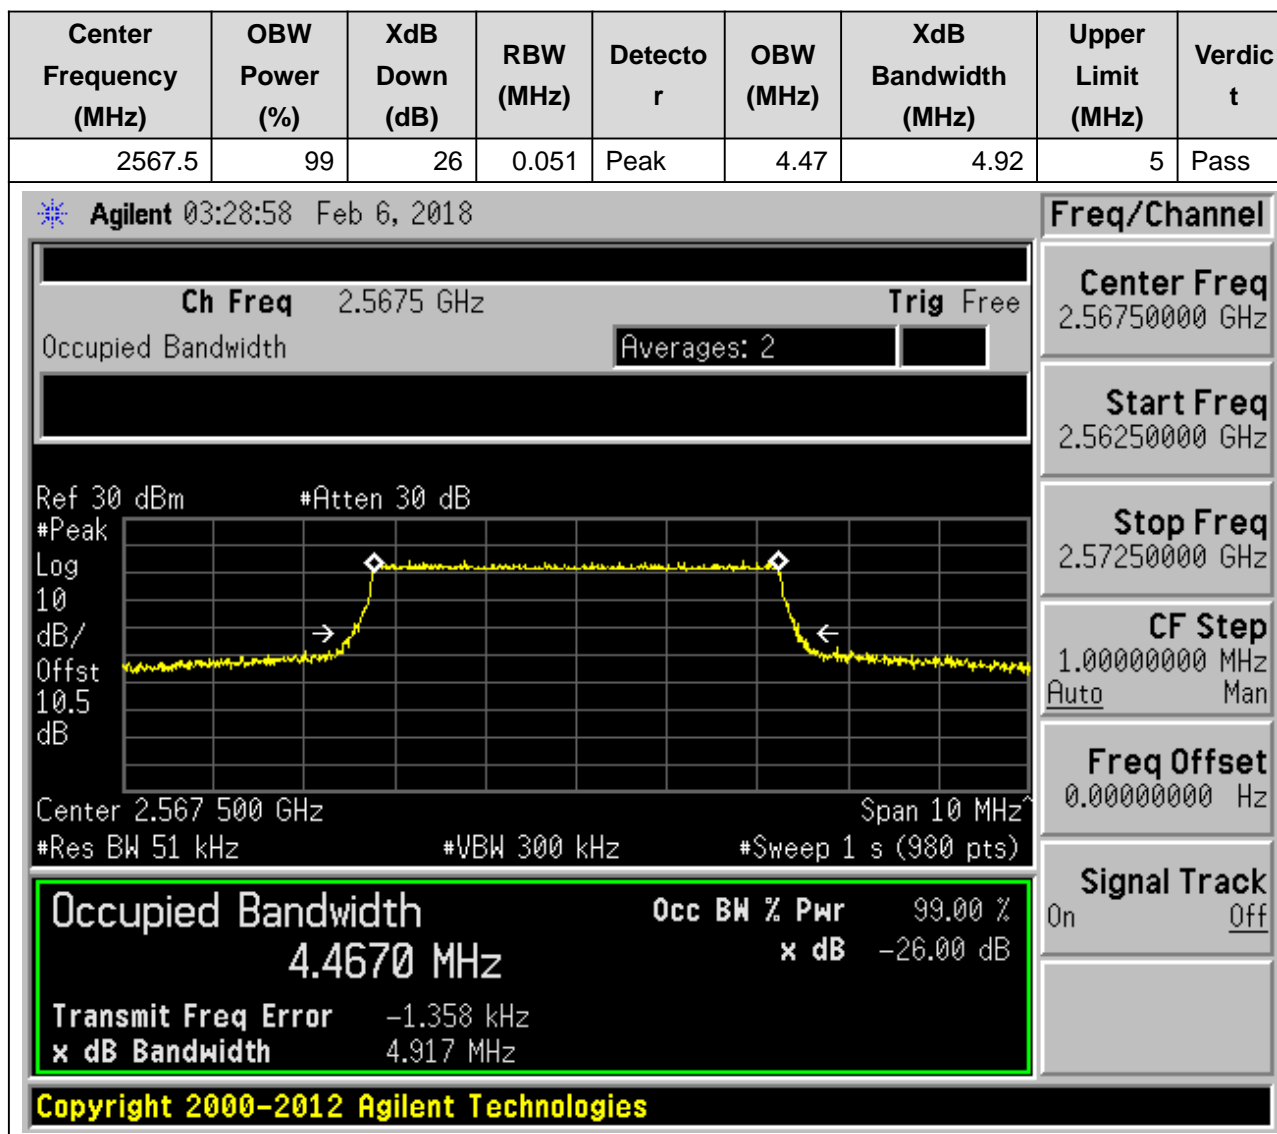 Center Frequency (MHz) OBW Power (%) XdB Down (dB) RBW (MHz) Detecto r OBW (MHz) XdB Bandwidth (MHz) Upper Limit (MHz) Verdic t
2567.5 99 26 0.051 Peak 4.47 4.92 5 Pass
Agilent 03:28:58 Feb 6, 2018
Freq/Channel
Ch Freq 2.5675 GHz Trig Free
Occupied Bandwidth Averages: 2
Center Freq
2.56750000 GHz
Start Freq
2.56250000 GHz
Stop Freq
2.57250000 GHz
CF Step
1.00000000 MHz
Auto Man
Freq Offset
0.00000000 Hz
Signal Track
On Off
Ref 30 dBm #Atten 30 dB
#Peak
Log
10
dB/
Offst
10.5
dB
Center 2.567 500 GHz Span 10 MHz^
#Res BW 51 kHz #VBW 300 kHz #Sweep 1 s (980 pts)
Occupied Bandwidth Occ BW % Pwr 99.00 %
4.4670 MHz x dB -26.00 dB
Transmit Freq Error -1.358 kHz
x dB Bandwidth 4.917 MHz
Copyright 2000-2012 Agilent Technologies